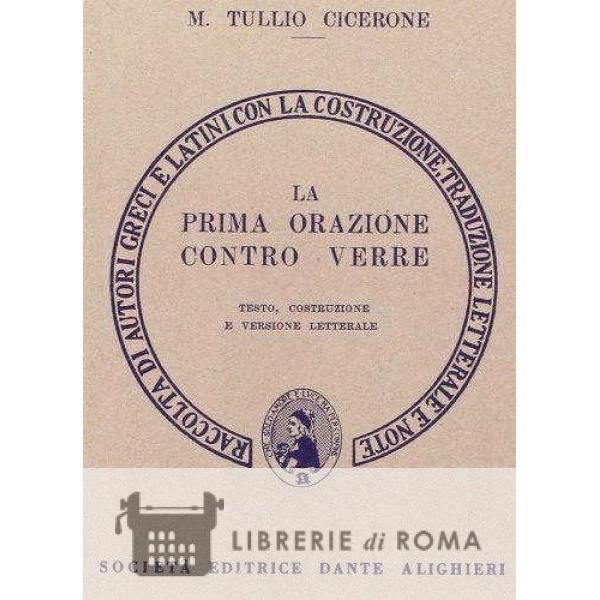 M. TULLIO CICERONE
RACCOLTA DI AUTORI GRECI E LATINI CON LA COSTRUZIONE, TRADUZIONE LETTERALE E NOTE
LA
PRIMA ORAZIONE
CONTRO VERRE
TESTO, COSTRUZIONE
E VERSIONE LETTERALE
LIBRERIE di ROMA
SOCIETÀ EDITRICE DANTE ALIGHIERI